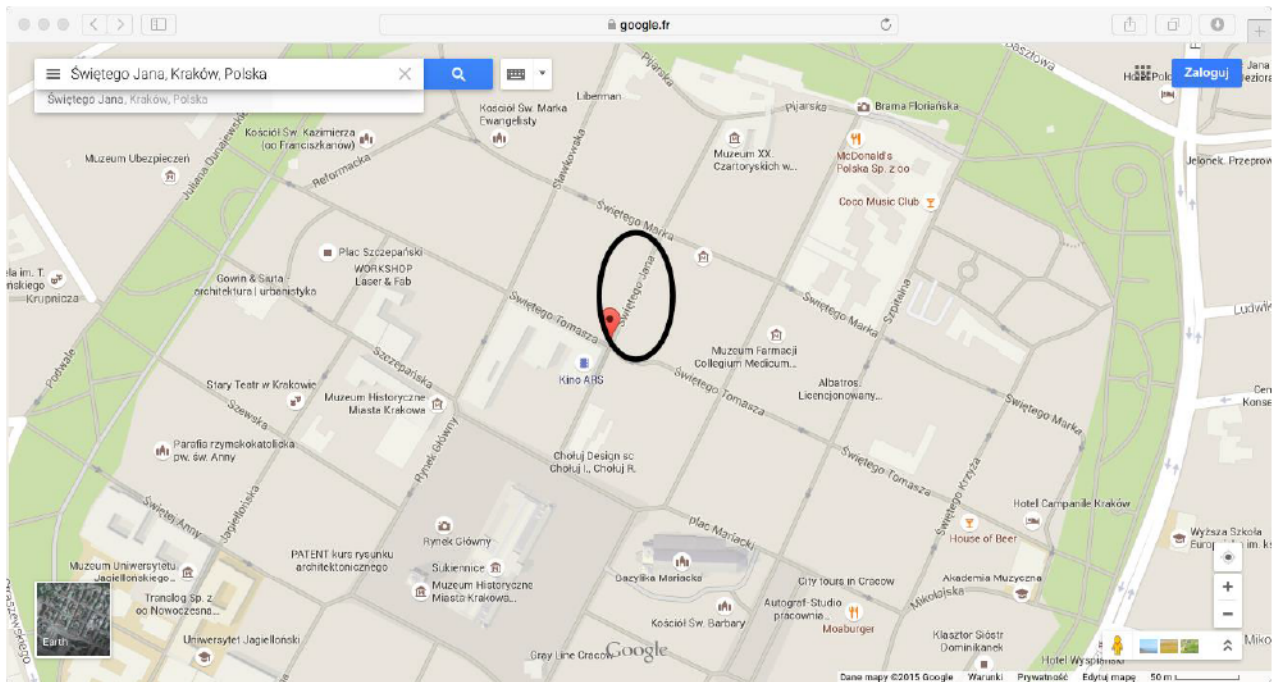 google.fr
Świętego Jana, Kraków, Polska
Świętego Jana, Kraków, Polska
Zaloguj
Pijarska
Basztowa
Liberman
Kościół Św. Marka
Ewangelisty
Pijarska
Brama Floriańska
Kościół Św. Kazimierza
(oo Franciszkanów)
Juliana Dunajewskiego
Muzeum Ubezpieczeń
Reformacka
Sławkowska
Muzeum XX.
Czartoryskich w...
McDonald's
Polska Sp. z oo
Jelonek. Przeprow
Coco Music Club
Świętego Marka
Plac Szczepański
WORKSHOP
Laser & Fab
Gowin & Siuta -
architektura i urbanistyka
Krupnicza
Świętego Jana
Świętego Tomasza
Świętego Marka
Szpitalna
Ludwik
Podwale
Szczepańska
Kino ARS
Muzeum Farmacji
Collegium Medicum...
Świętego Tomasza
Albatros.
Licencjonowany...
Stary Teatr w Krakowie
Szewska
Muzeum Historyczne
Miasta Krakowa
Świętego Marka
Cen
Konse
Rynek Główny
Parafia rzymskokatolicka
pw. św. Anny
Chołuj Design sc
Chołuj I., Chołuj R.
Świętego Tomasza
Świętego Krzyża
Jagiellońska
Świętej Anny
Hotel Campanile Kraków
plac Mariacki
House of Beer
Rynek Główny
Wyższa Szkoła
PATENT kurs rysunku
architektonicznego
Sukiennice
Muzeum Uniwersytetu
Jagiellońskiego...
Muzeum Historyczne
Miasta Krakowa...
Bazylika Mariacka
City tours in Cracow
Akademia Muzyczna
Mikołajska
Translog Sp. z
oo Nowoczesna...
Kościół Św. Barbary
Autograf-Studio
pracownia...
Moaburger
Earth
Uniwersytet Jagielloński
Klasztor Sióstr
Dominikanek
Miko
Gray Line Cracow
Google
Hotel Wyspiański
Dane mapy ©2015 Google Warunki Prywatność Edytuj mapę 50 m